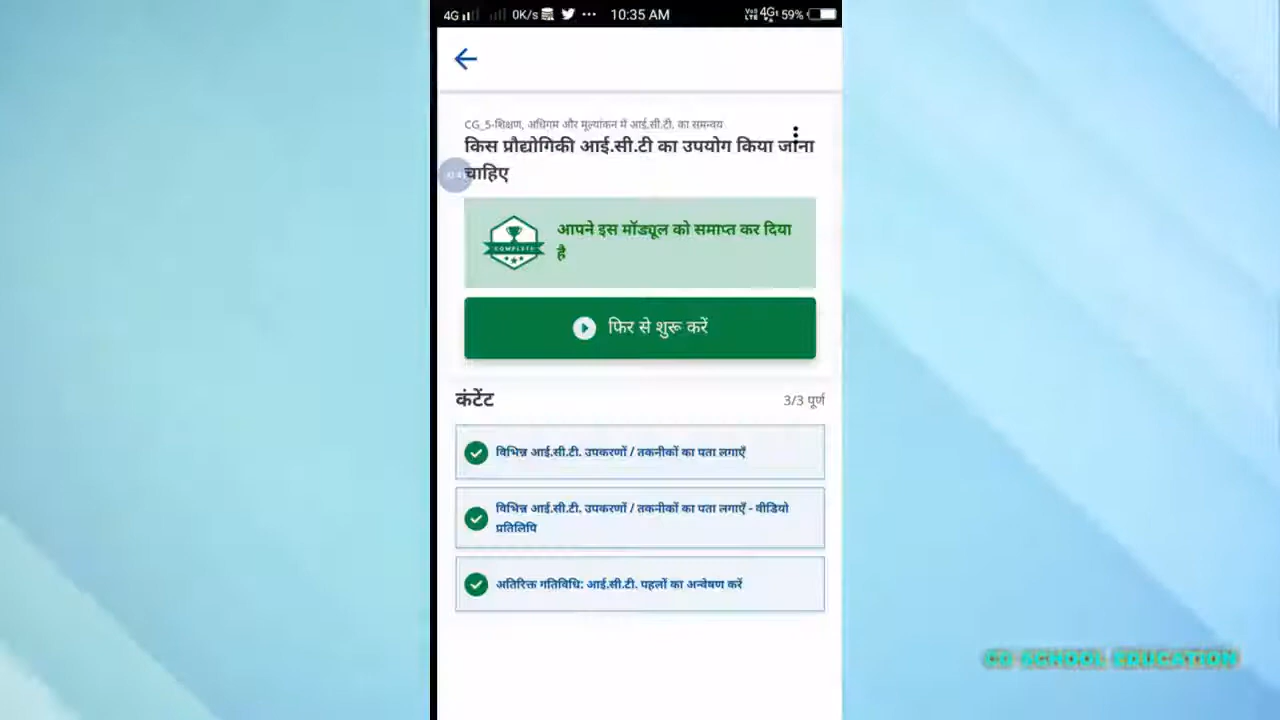 4G 0K/s ••• 10:35 AM VoLTE 4G 59%
CG_5-शिक्षण, अधिगम और मूल्यांकन में आई.सी.टी. का समन्वय
किस प्रौद्योगिकी आई.सी.टी का उपयोग किया जाना
चाहिए
COMPLETE
आपने इस मॉड्यूल को समाप्त कर दिया
है
फिर से शुरू करें
कंटेंट 3/3 पूर्ण
विभिन्न आई.सी.टी. उपकरणों / तकनीकों का पता लगाएँ
विभिन्न आई.सी.टी. उपकरणों / तकनीकों का पता लगाएँ - वीडियो
प्रतिलिपि
अतिरिक्त गतिविधि: आई.सी.टी. पहलों का अन्वेषण करें
CG SCHOOL EDUCATION